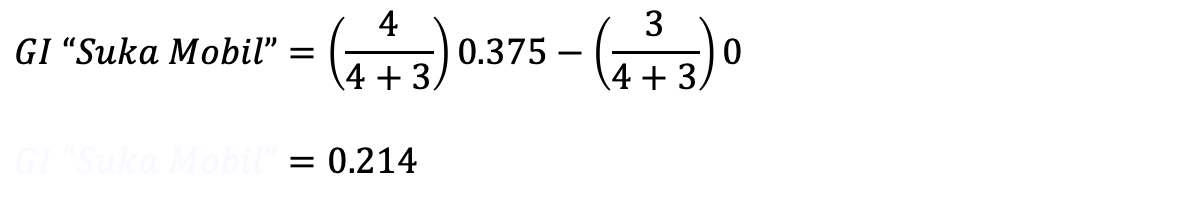 GI “Suka Mobil” = (4/(4 + 3)) 0.375 − (3/(4 + 3)) 0
GI “Suka Mobil” = 0.214